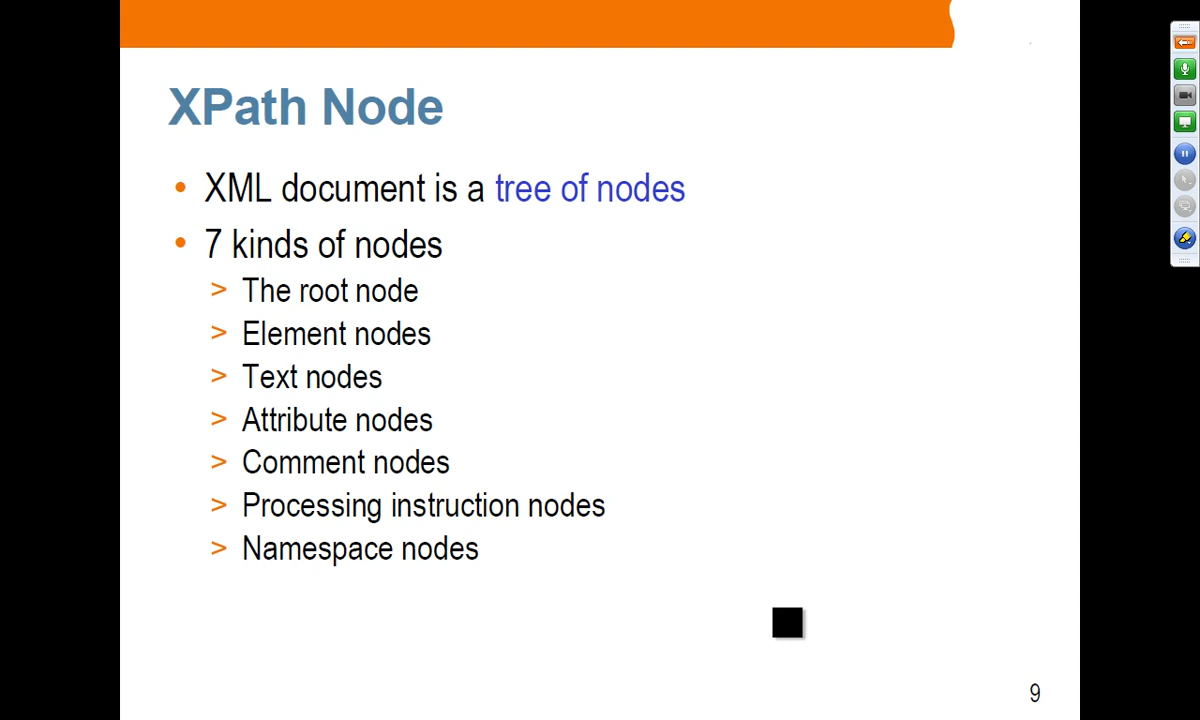 XPath Node
• XML document is a tree of nodes
• 7 kinds of nodes
> The root node
> Element nodes
> Text nodes
> Attribute nodes
> Comment nodes
> Processing instruction nodes
> Namespace nodes
9